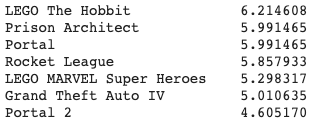 LEGO The Hobbit 6.214608
Prison Architect 5.991465
Portal 5.991465
Rocket League 5.857933
LEGO MARVEL Super Heroes 5.298317
Grand Theft Auto IV 5.010635
Portal 2 4.605170